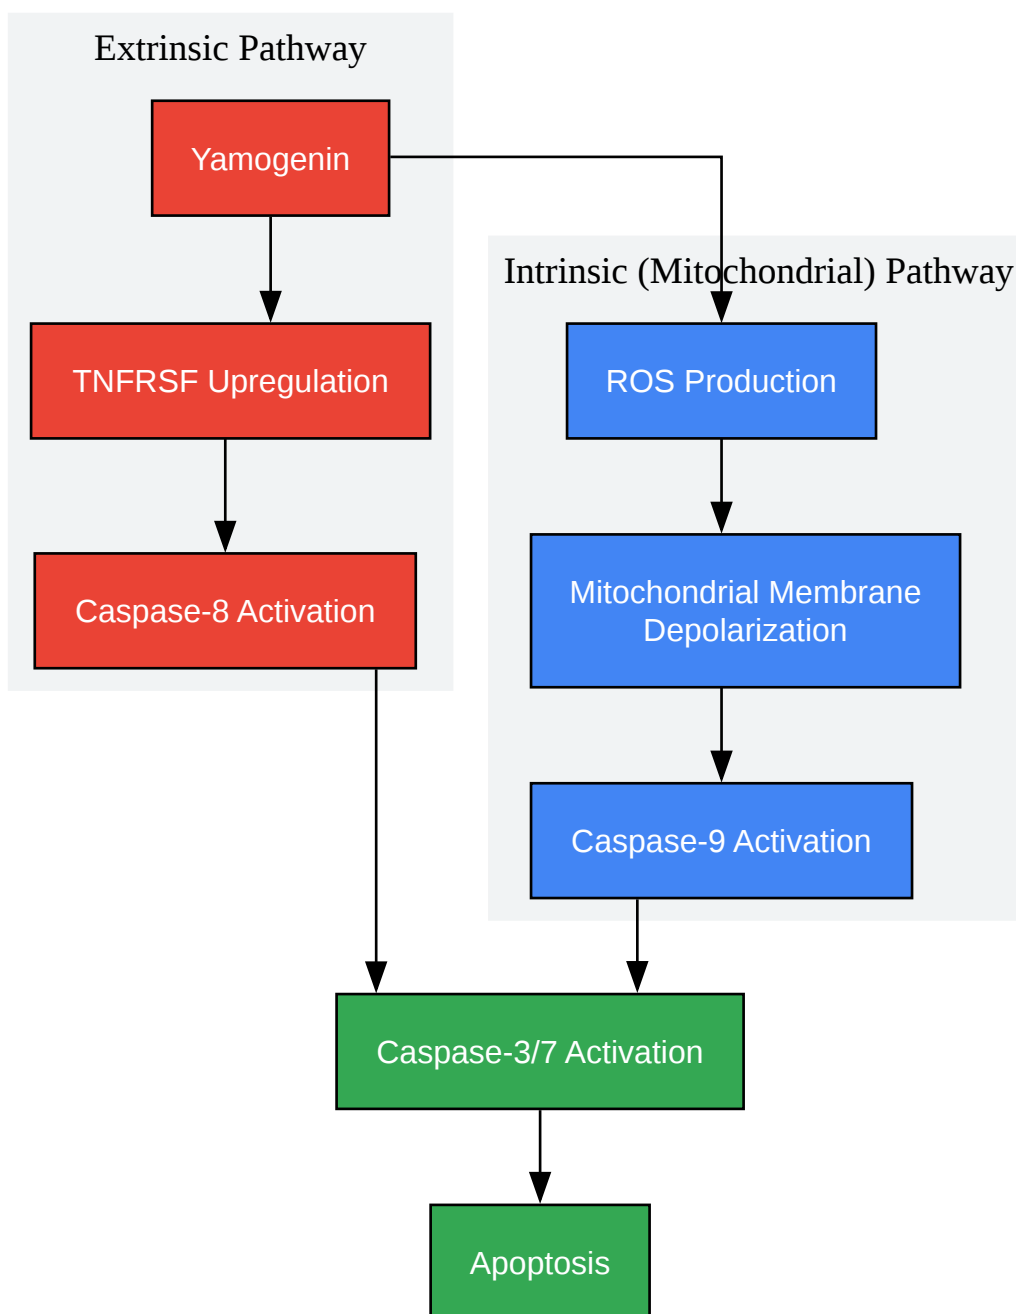 Extrinsic Pathway
Yamogenin
Intrinsic (Mitochondrial) Pathway
TNFRSF Upregulation
ROS Production
Caspase-8 Activation
Mitochondrial Membrane
Depolarization
Caspase-9 Activation
Caspase-3/7 Activation
Apoptosis